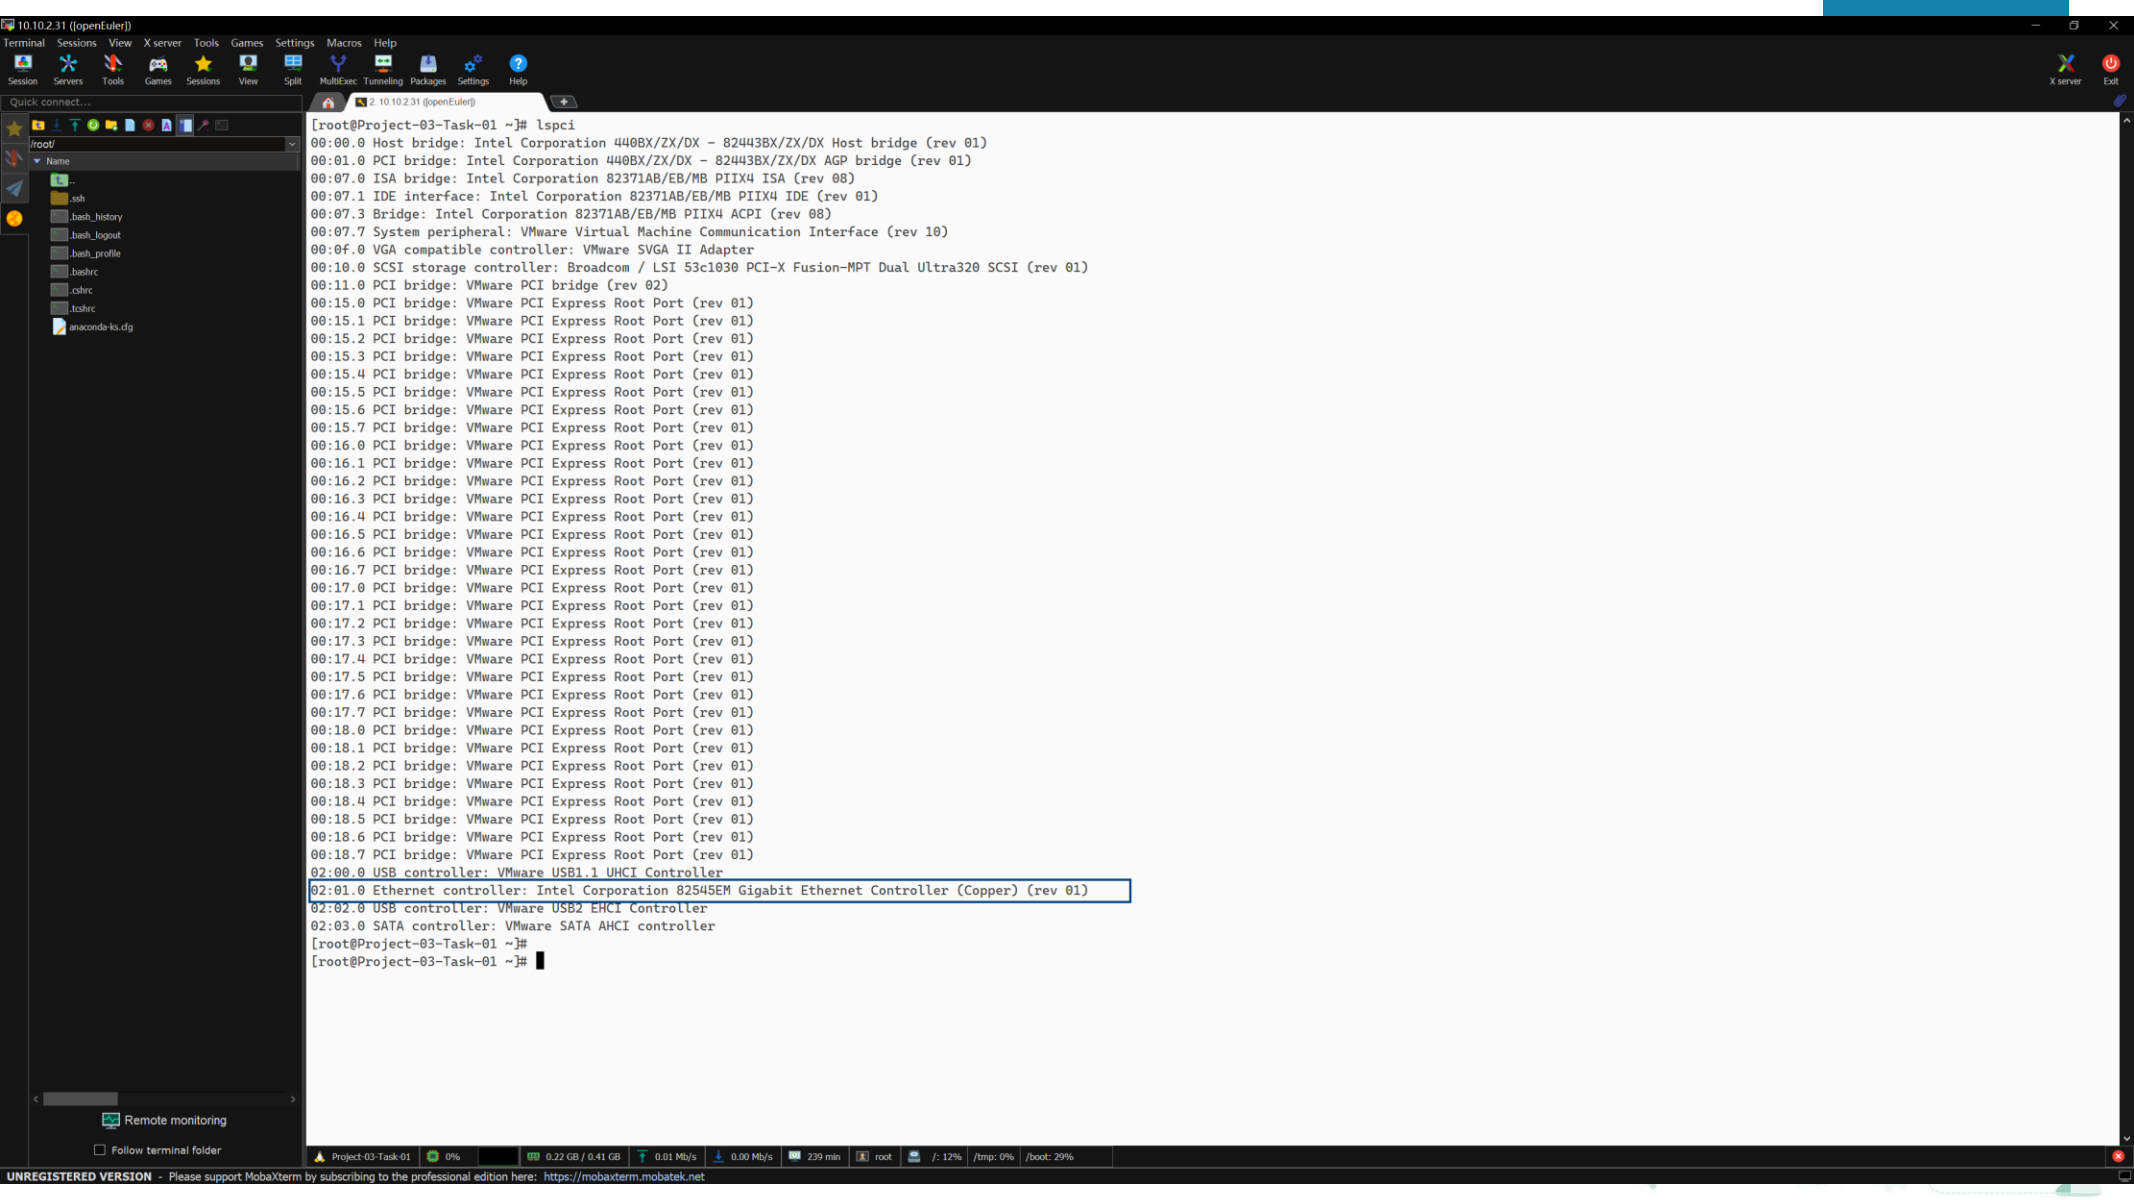 10.10.2.31 ([openEuler])
Terminal Sessions View X server Tools Games Settings Macros Help
Session Servers Tools Games Sessions View Split MultiExec Tunneling Packages Settings Help X server Exit
Quick connect...
2. 10.10.2.31 ([openEuler])
/root/
Name
..
.ssh
.bash_history
.bash_logout
.bash_profile
.bashrc
.cshrc
.tcshrc
anaconda-ks.cfg
[root@Project-03-Task-01 ~]# lspci
00:00.0 Host bridge: Intel Corporation 440BX/ZX/DX - 82443BX/ZX/DX Host bridge (rev 01)
00:01.0 PCI bridge: Intel Corporation 440BX/ZX/DX - 82443BX/ZX/DX AGP bridge (rev 01)
00:07.0 ISA bridge: Intel Corporation 82371AB/EB/MB PIIX4 ISA (rev 08)
00:07.1 IDE interface: Intel Corporation 82371AB/EB/MB PIIX4 IDE (rev 01)
00:07.3 Bridge: Intel Corporation 82371AB/EB/MB PIIX4 ACPI (rev 08)
00:07.7 System peripheral: VMware Virtual Machine Communication Interface (rev 10)
00:0f.0 VGA compatible controller: VMware SVGA II Adapter
00:10.0 SCSI storage controller: Broadcom / LSI 53c1030 PCI-X Fusion-MPT Dual Ultra320 SCSI (rev 01)
00:11.0 PCI bridge: VMware PCI bridge (rev 02)
00:15.0 PCI bridge: VMware PCI Express Root Port (rev 01)
00:15.1 PCI bridge: VMware PCI Express Root Port (rev 01)
00:15.2 PCI bridge: VMware PCI Express Root Port (rev 01)
00:15.3 PCI bridge: VMware PCI Express Root Port (rev 01)
00:15.4 PCI bridge: VMware PCI Express Root Port (rev 01)
00:15.5 PCI bridge: VMware PCI Express Root Port (rev 01)
00:15.6 PCI bridge: VMware PCI Express Root Port (rev 01)
00:15.7 PCI bridge: VMware PCI Express Root Port (rev 01)
00:16.0 PCI bridge: VMware PCI Express Root Port (rev 01)
00:16.1 PCI bridge: VMware PCI Express Root Port (rev 01)
00:16.2 PCI bridge: VMware PCI Express Root Port (rev 01)
00:16.3 PCI bridge: VMware PCI Express Root Port (rev 01)
00:16.4 PCI bridge: VMware PCI Express Root Port (rev 01)
00:16.5 PCI bridge: VMware PCI Express Root Port (rev 01)
00:16.6 PCI bridge: VMware PCI Express Root Port (rev 01)
00:16.7 PCI bridge: VMware PCI Express Root Port (rev 01)
00:17.0 PCI bridge: VMware PCI Express Root Port (rev 01)
00:17.1 PCI bridge: VMware PCI Express Root Port (rev 01)
00:17.2 PCI bridge: VMware PCI Express Root Port (rev 01)
00:17.3 PCI bridge: VMware PCI Express Root Port (rev 01)
00:17.4 PCI bridge: VMware PCI Express Root Port (rev 01)
00:17.5 PCI bridge: VMware PCI Express Root Port (rev 01)
00:17.6 PCI bridge: VMware PCI Express Root Port (rev 01)
00:17.7 PCI bridge: VMware PCI Express Root Port (rev 01)
00:18.0 PCI bridge: VMware PCI Express Root Port (rev 01)
00:18.1 PCI bridge: VMware PCI Express Root Port (rev 01)
00:18.2 PCI bridge: VMware PCI Express Root Port (rev 01)
00:18.3 PCI bridge: VMware PCI Express Root Port (rev 01)
00:18.4 PCI bridge: VMware PCI Express Root Port (rev 01)
00:18.5 PCI bridge: VMware PCI Express Root Port (rev 01)
00:18.6 PCI bridge: VMware PCI Express Root Port (rev 01)
00:18.7 PCI bridge: VMware PCI Express Root Port (rev 01)
02:00.0 USB controller: VMware USB1.1 UHCI Controller
02:01.0 Ethernet controller: Intel Corporation 82545EM Gigabit Ethernet Controller (Copper) (rev 01)
02:02.0 USB controller: VMware USB2 EHCI Controller
02:03.0 SATA controller: VMware SATA AHCI controller
[root@Project-03-Task-01 ~]#
[root@Project-03-Task-01 ~]#
Remote monitoring
Follow terminal folder
Project-03-Task-01 0% 0.22 GB / 0.41 GB 0.01 Mb/s 0.00 Mb/s 239 min root /: 12% /tmp: 0% /boot: 29%
UNREGISTERED VERSION - Please support MobaXterm by subscribing to the professional edition here: https://mobaxterm.mobatek.net